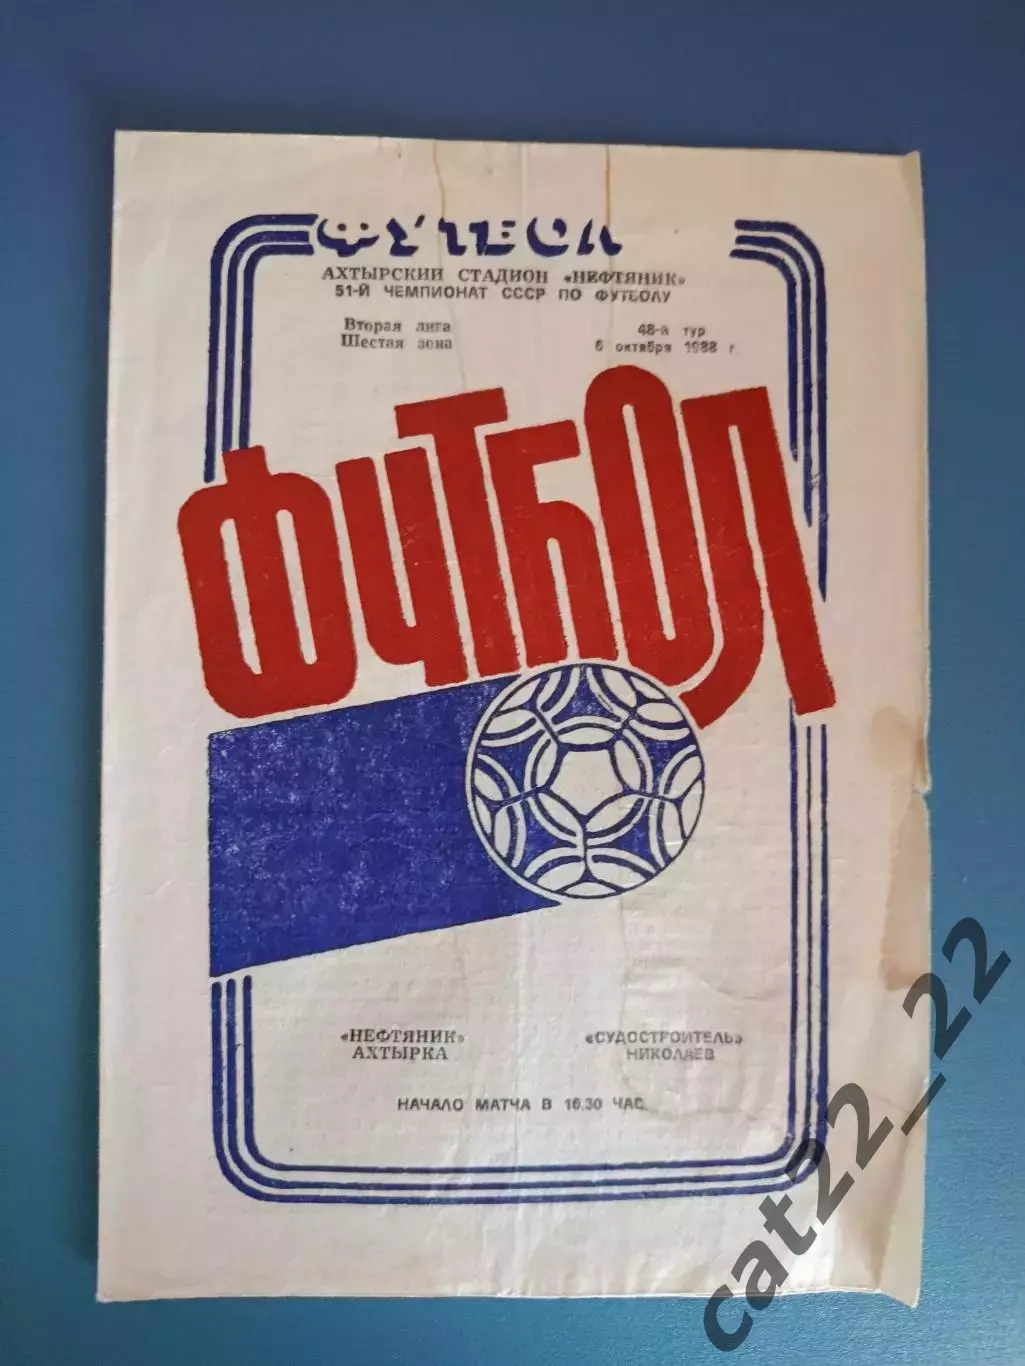 ФУТБОЛ
АХТЫРСКИЙ СТАДИОН «НЕФТЯНИК»
51-Й ЧЕМПИОНАТ СССР ПО ФУТБОЛУ
Вторая лига
Шестая зона
48-й тур
6 октября 1988 г.
ФУТБОЛ
«НЕФТЯНИК»
АХТЫРКА
«СУДОСТРОИТЕЛЬ»
НИКОЛАЕВ
НАЧАЛО МАТЧА В 16.30 ЧАС.
cat22_22